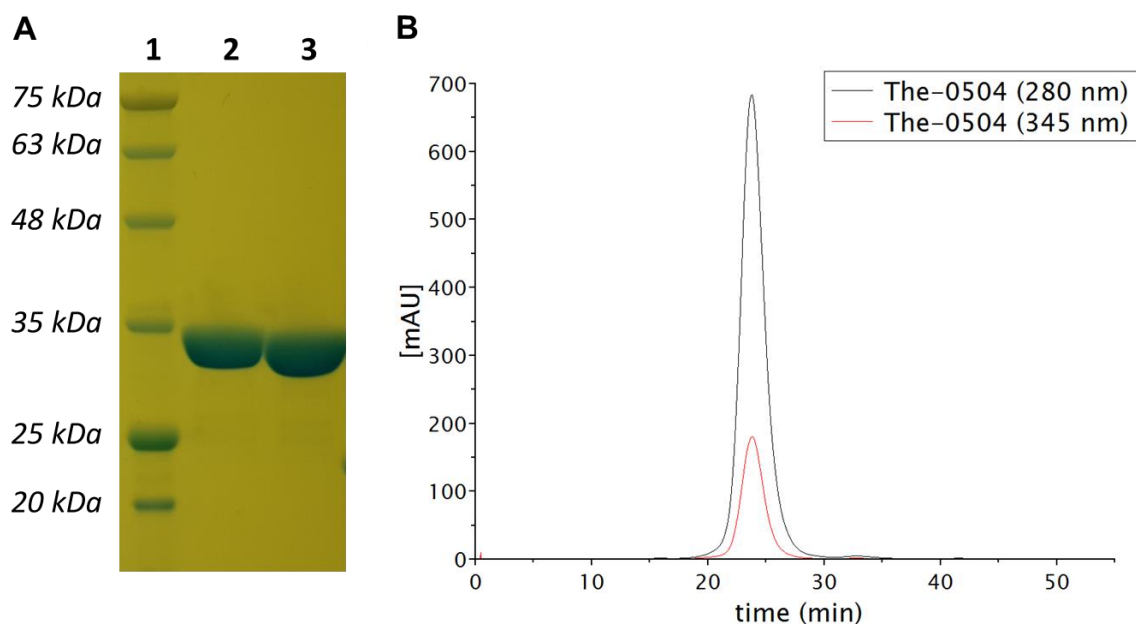 A
1 2 3
75 kDa
63 kDa
48 kDa
35 kDa
25 kDa
20 kDa
B
700
600
500
400
300
200
100
0
[mAU]
The-0504 (280 nm)
The-0504 (345 nm)
0 10 20 30 40 50
time (min)